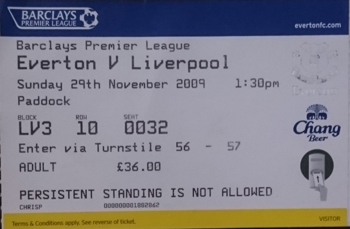 BARCLAYS
PREMIER LEAGUE
evertonfc.com
Barclays Premier League
Everton V Liverpool
Sunday 29th November 2009 1:30pm
Paddock
BLOCK ROW SEAT
LV3 10 0032
Chang
Beer
Enter via Turnstile 56 - 57
ADULT £36.00
PERSISTENT STANDING IS NOT ALLOWED
CHRISP
Terms & Conditions apply. See reverse of ticket.
VISITOR